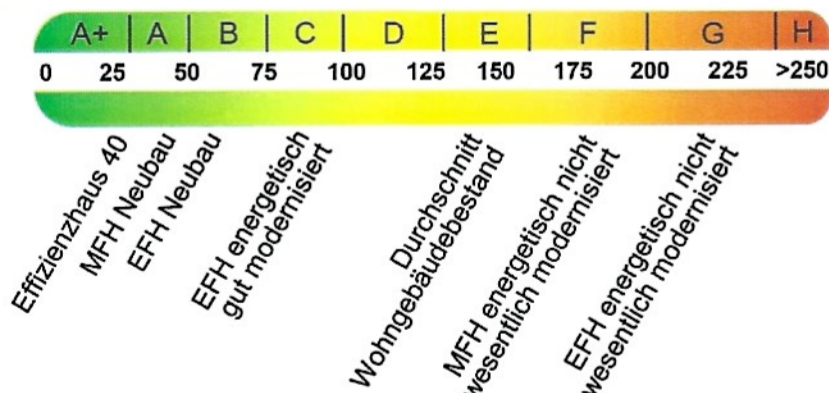 A+ A B C D E F G H
0 25 50 75 100 125 150 175 200 225 >250
Effizienzhaus 40
MFH Neubau
EFH Neubau
EFH energetisch
gut modernisiert
Durchschnitt
Wohngebäudebestand
MFH energetisch nicht
wesentlich modernisiert
EFH energetisch nicht
wesentlich modernisiert